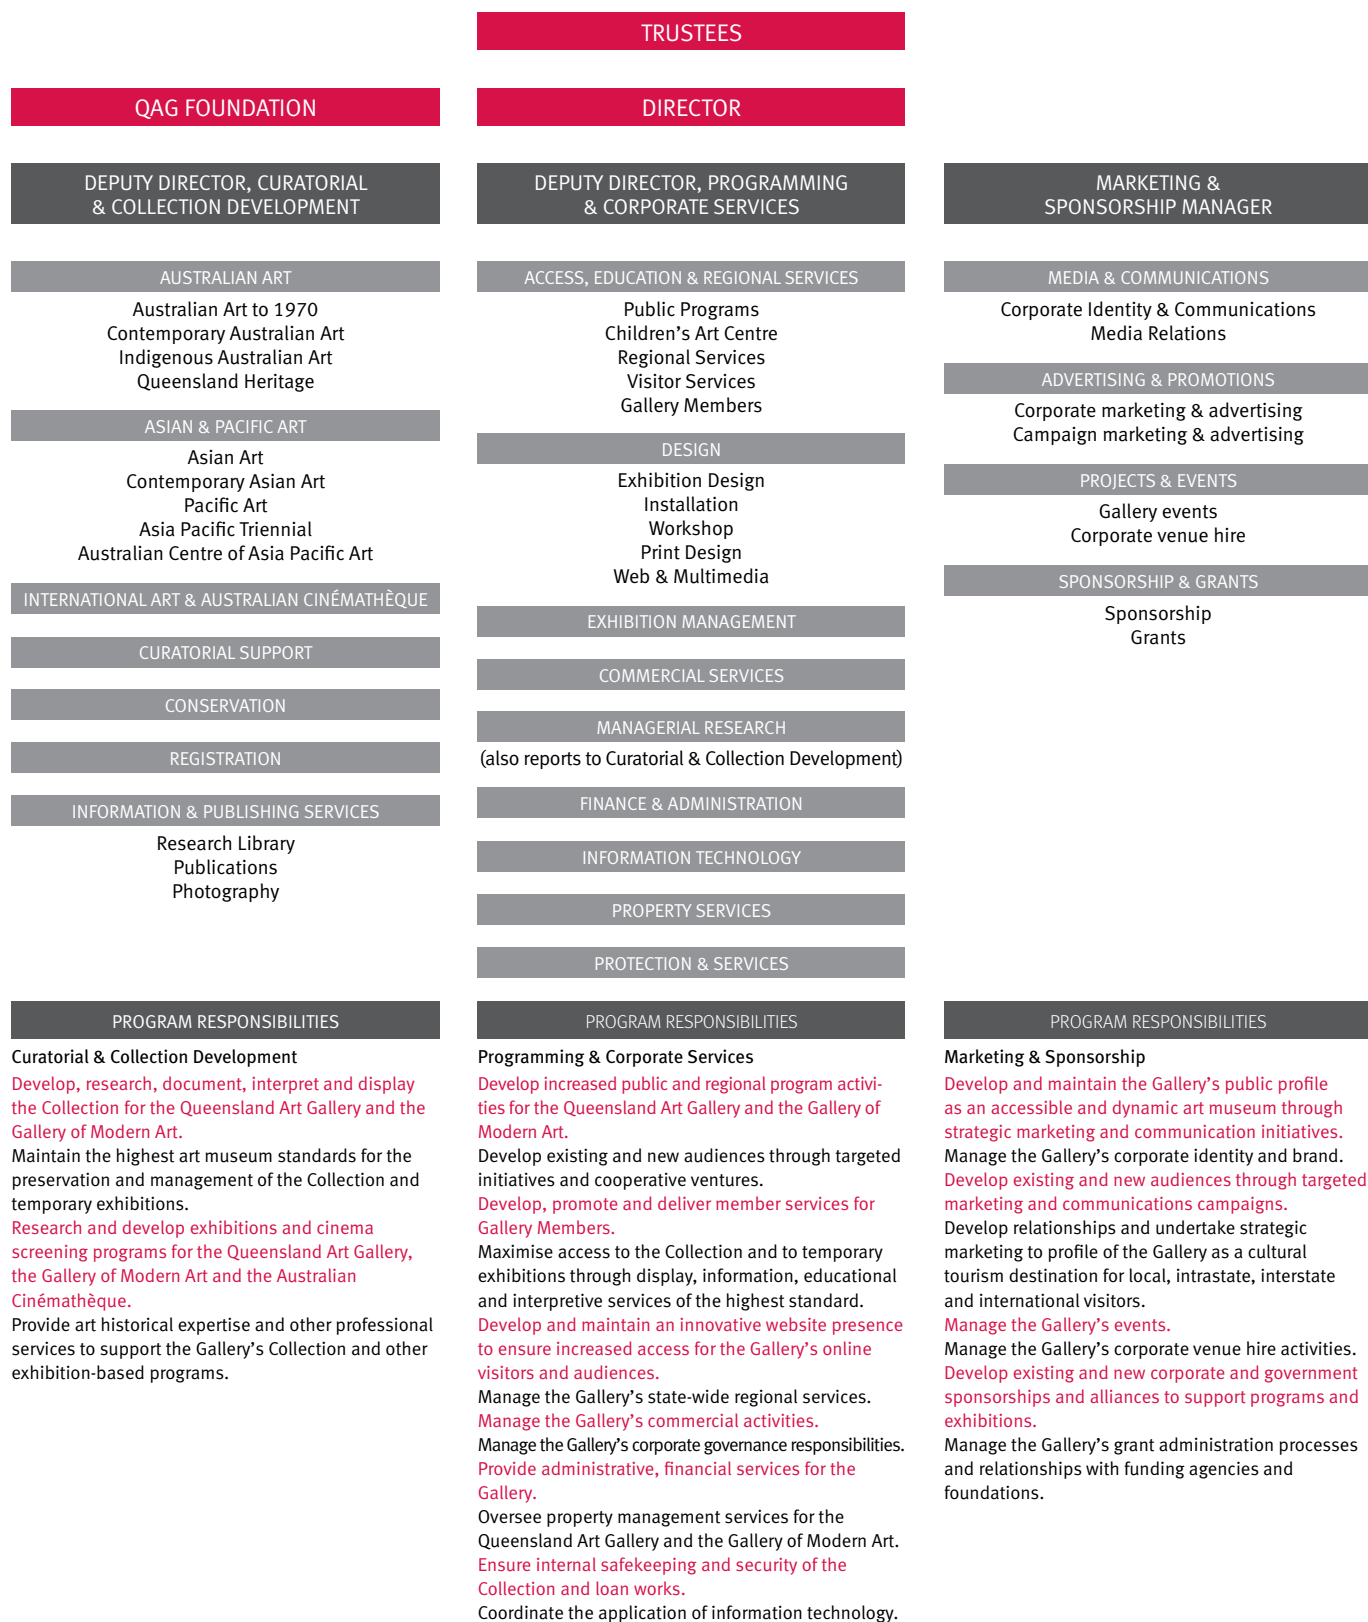 TRUSTEES
QAG FOUNDATION
DIRECTOR
DEPUTY DIRECTOR, CURATORIAL
& COLLECTION DEVELOPMENT
AUSTRALIAN ART
Australian Art to 1970
Contemporary Australian Art
Indigenous Australian Art
Queensland Heritage
ASIAN & PACIFIC ART
Asian Art
Contemporary Asian Art
Pacific Art
Asia Pacific Triennial
Australian Centre of Asia Pacific Art
INTERNATIONAL ART & AUSTRALIAN CINÉMATHÈQUE
CURATORIAL SUPPORT
CONSERVATION
REGISTRATION
INFORMATION & PUBLISHING SERVICES
Research Library
Publications
Photography
DEPUTY DIRECTOR, PROGRAMMING
& CORPORATE SERVICES
ACCESS, EDUCATION & REGIONAL SERVICES
Public Programs
Children’s Art Centre
Regional Services
Visitor Services
Gallery Members
DESIGN
Exhibition Design
Installation
Workshop
Print Design
Web & Multimedia
EXHIBITION MANAGEMENT
COMMERCIAL SERVICES
MANAGERIAL RESEARCH
(also reports to Curatorial & Collection Development)
FINANCE & ADMINISTRATION
INFORMATION TECHNOLOGY
PROPERTY SERVICES
PROTECTION & SERVICES
MARKETING &
SPONSORSHIP MANAGER
MEDIA & COMMUNICATIONS
Corporate Identity & Communications
Media Relations
ADVERTISING & PROMOTIONS
Corporate marketing & advertising
Campaign marketing & advertising
PROJECTS & EVENTS
Gallery events
Corporate venue hire
SPONSORSHIP & GRANTS
Sponsorship
Grants
PROGRAM RESPONSIBILITIES
Curatorial & Collection Development
Develop, research, document, interpret and display
the Collection for the Queensland Art Gallery and the
Gallery of Modern Art.
Maintain the highest art museum standards for the
preservation and management of the Collection and
temporary exhibitions.
Research and develop exhibitions and cinema
screening programs for the Queensland Art Gallery,
the Gallery of Modern Art and the Australian
Cinémathèque.
Provide art historical expertise and other professional
services to support the Gallery’s Collection and other
exhibition-based programs.
PROGRAM RESPONSIBILITIES
Programming & Corporate Services
Develop increased public and regional program activi-
ties for the Queensland Art Gallery and the Gallery of
Modern Art.
Develop existing and new audiences through targeted
initiatives and cooperative ventures.
Develop, promote and deliver member services for
Gallery Members.
Maximise access to the Collection and to temporary
exhibitions through display, information, educational
and interpretive services of the highest standard.
Develop and maintain an innovative website presence
to ensure increased access for the Gallery’s online
visitors and audiences.
Manage the Gallery’s state-wide regional services.
Manage the Gallery’s commercial activities.
Manage the Gallery’s corporate governance responsibilities.
Provide administrative, financial services for the
Gallery.
Oversee property management services for the
Queensland Art Gallery and the Gallery of Modern Art.
Ensure internal safekeeping and security of the
Collection and loan works.
Coordinate the application of information technology.
PROGRAM RESPONSIBILITIES
Marketing & Sponsorship
Develop and maintain the Gallery’s public profile
as an accessible and dynamic art museum through
strategic marketing and communication initiatives.
Manage the Gallery’s corporate identity and brand.
Develop existing and new audiences through targeted
marketing and communications campaigns.
Develop relationships and undertake strategic
marketing to profile of the Gallery as a cultural
tourism destination for local, intrastate, interstate
and international visitors.
Manage the Gallery’s events.
Manage the Gallery’s corporate venue hire activities.
Develop existing and new corporate and government
sponsorships and alliances to support programs and
exhibitions.
Manage the Gallery’s grant administration processes
and relationships with funding agencies and
foundations.